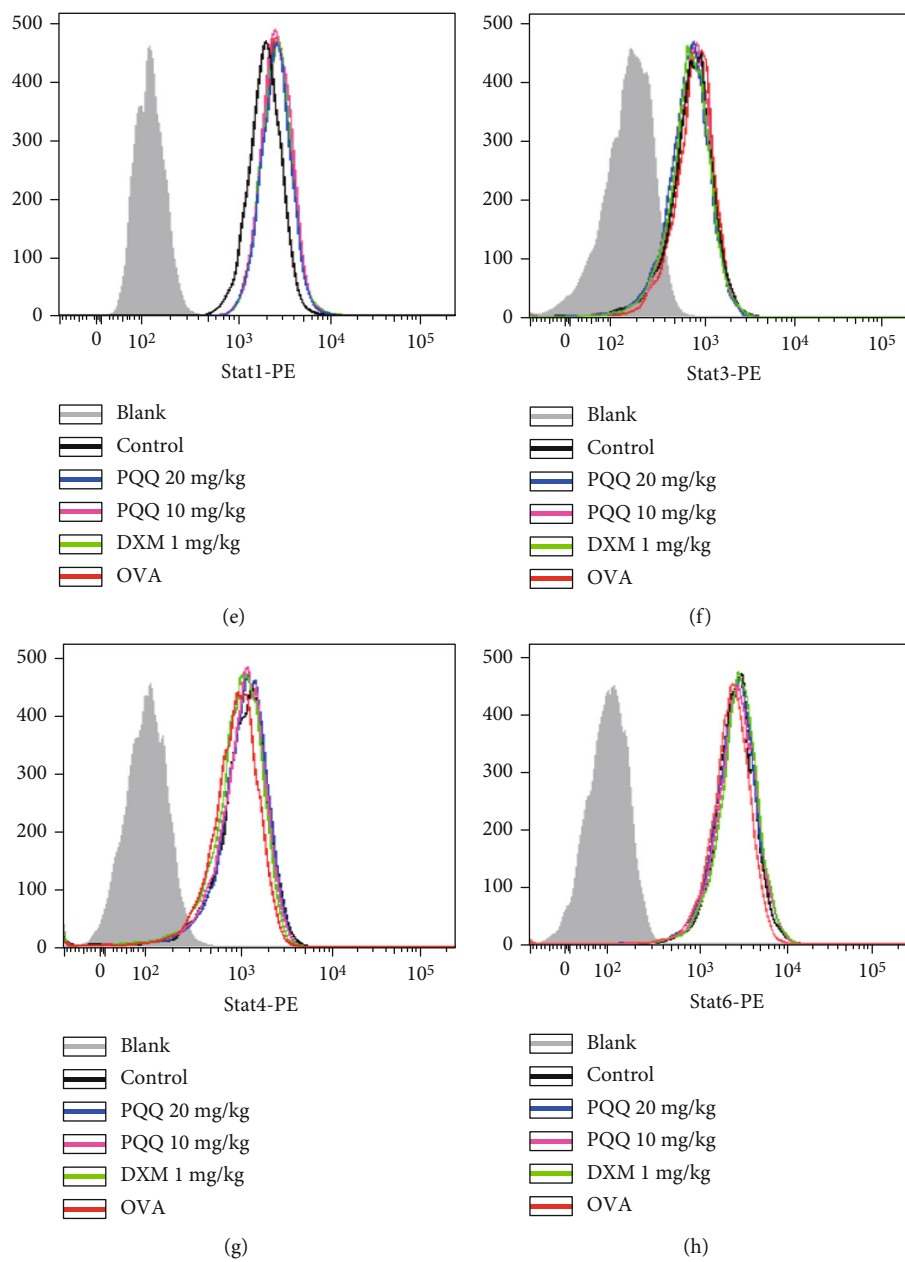 500
400
300
200
100
0
0 10² 10³ 10⁴ 10⁵
Stat1-PE
Blank
Control
PQQ 20 mg/kg
PQQ 10 mg/kg
DXM 1 mg/kg
OVA
(e)
500
400
300
200
100
0
0 10² 10³ 10⁴ 10⁵
Stat3-PE
Blank
Control
PQQ 20 mg/kg
PQQ 10 mg/kg
DXM 1 mg/kg
OVA
(f)
500
400
300
200
100
0
0 10² 10³ 10⁴ 10⁵
Stat4-PE
Blank
Control
PQQ 20 mg/kg
PQQ 10 mg/kg
DXM 1 mg/kg
OVA
(g)
500
400
300
200
100
0
0 10² 10³ 10⁴ 10⁵
Stat6-PE
Blank
Control
PQQ 20 mg/kg
PQQ 10 mg/kg
DXM 1 mg/kg
OVA
(h)